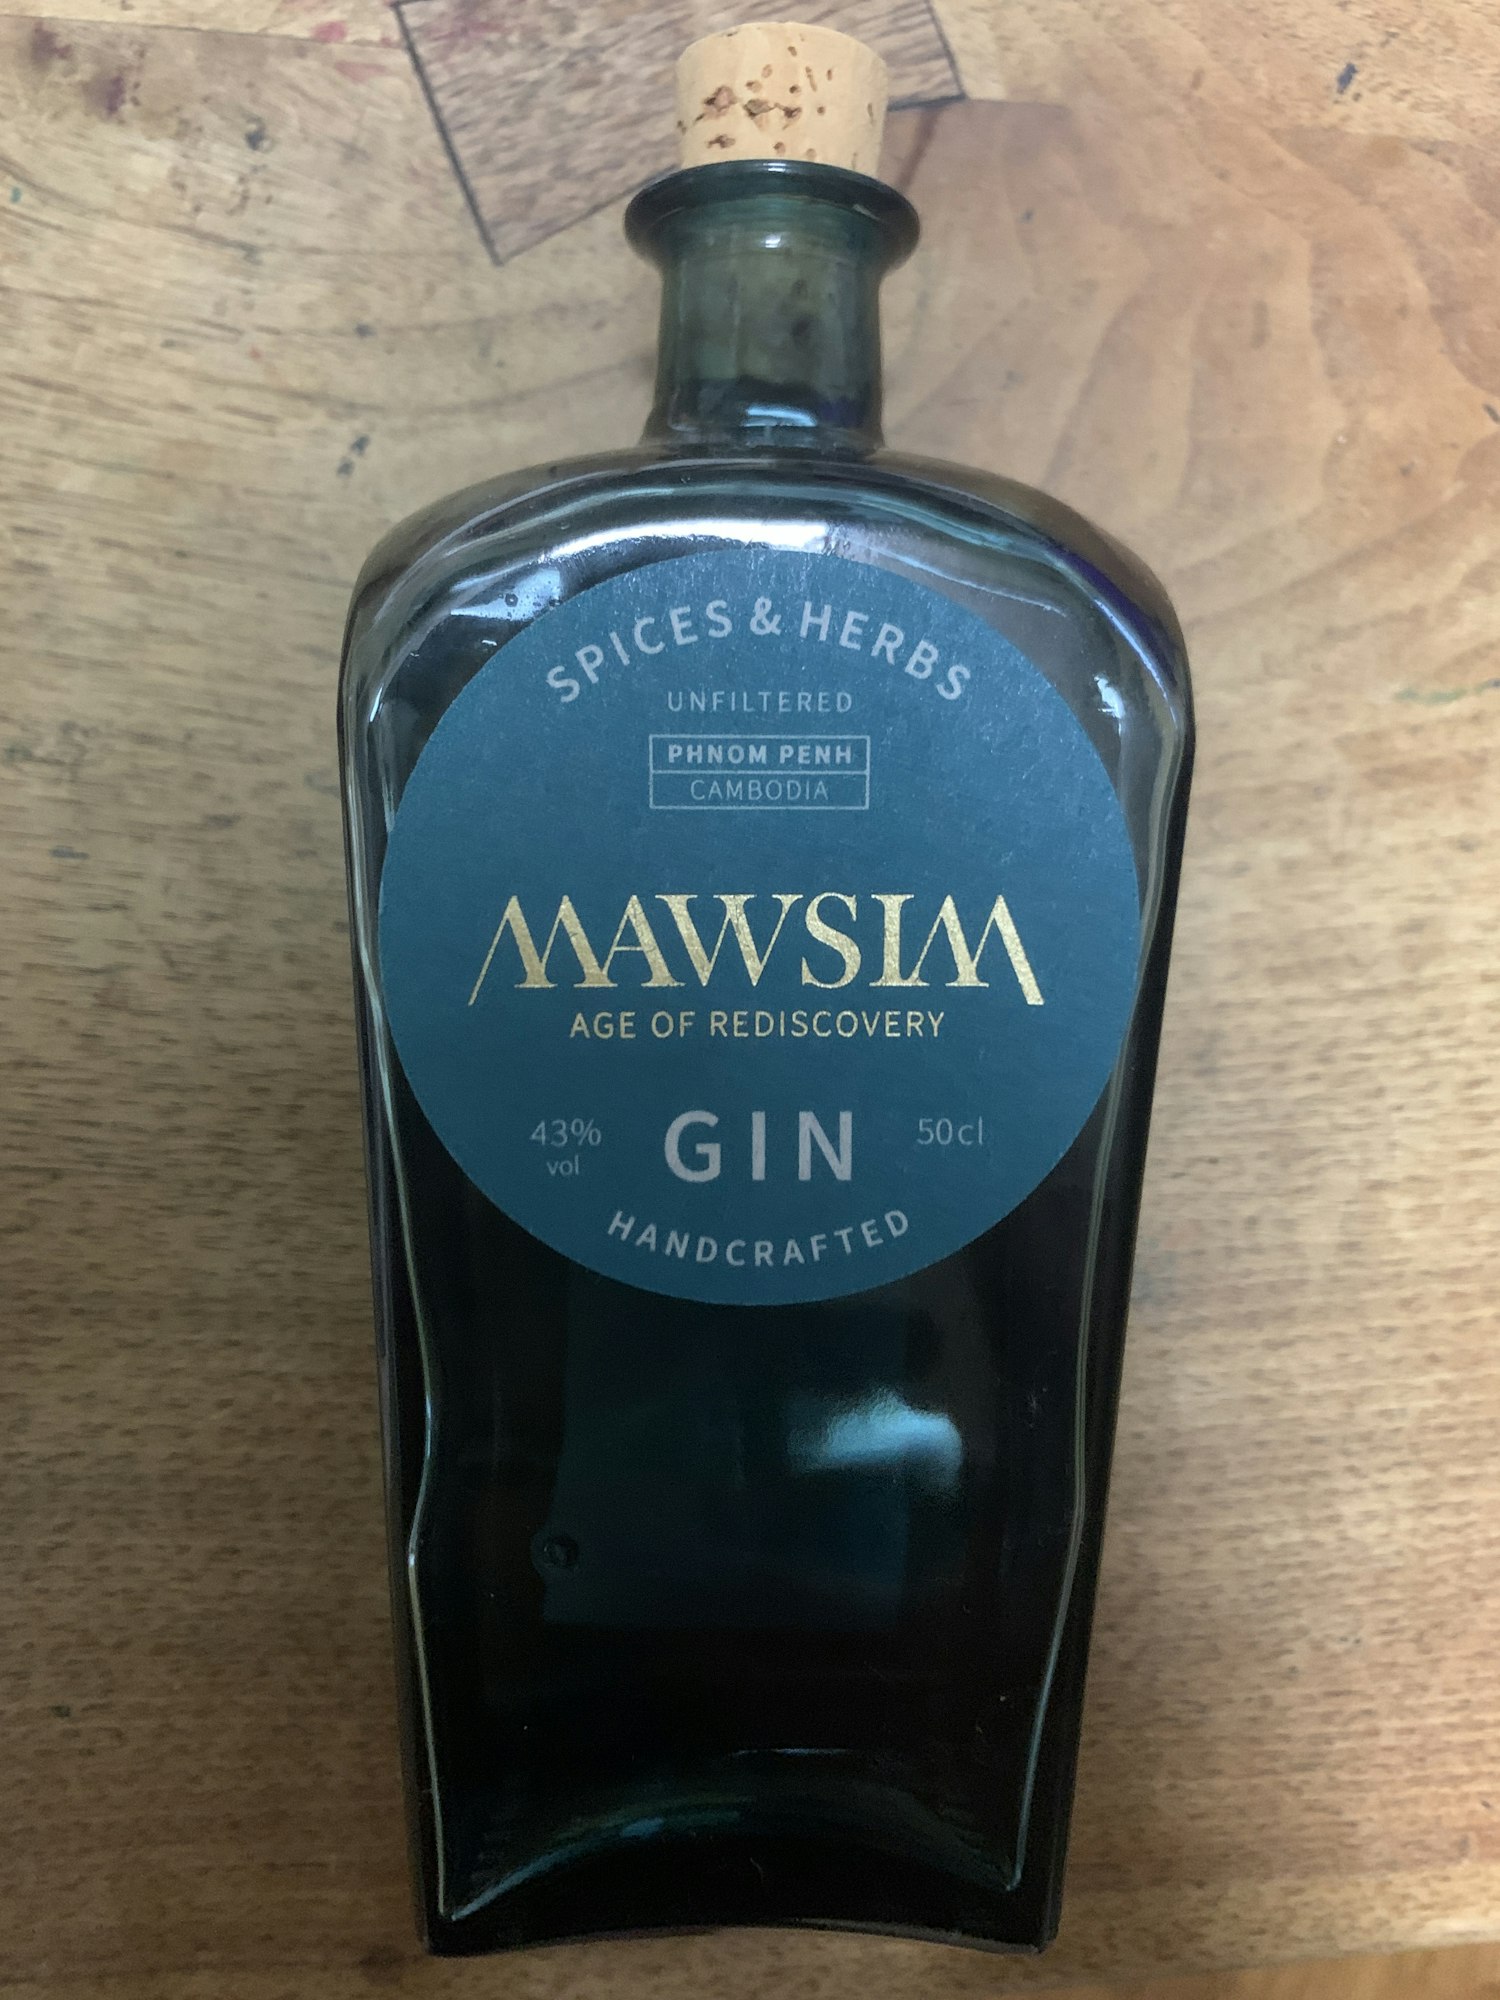 SPICES & HERBS
UNFILTERED
PHNOM PENH
CAMBODIA
MAWSIM
AGE OF REDISCOVERY
43% vol
GIN
50cl
HANDCRAFTED